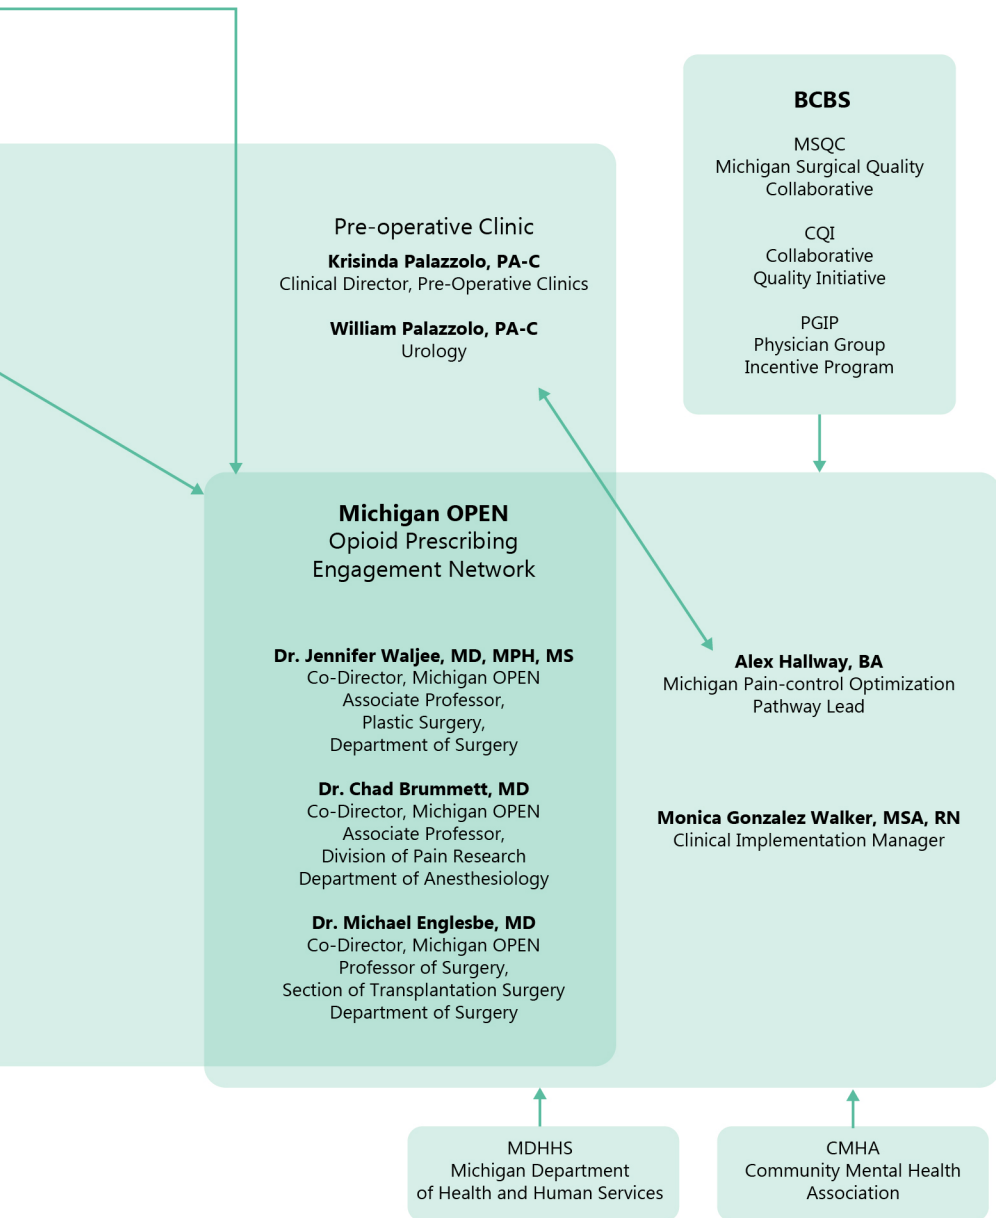 BCBS
MSQC
Michigan Surgical Quality
Collaborative
CQI
Collaborative
Quality Initiative
PGIP
Physician Group
Incentive Program
Pre-operative Clinic
Krisinda Palazzolo, PA-C
Clinical Director, Pre-Operative Clinics
William Palazzolo, PA-C
Urology
Michigan OPEN
Opioid Prescribing
Engagement Network
Dr. Jennifer Waljee, MD, MPH, MS
Co-Director, Michigan OPEN
Associate Professor,
Plastic Surgery,
Department of Surgery
Dr. Chad Brummett, MD
Co-Director, Michigan OPEN
Associate Professor,
Division of Pain Research
Department of Anesthesiology
Dr. Michael Englesbe, MD
Co-Director, Michigan OPEN
Professor of Surgery,
Section of Transplantation Surgery
Department of Surgery
Alex Hallway, BA
Michigan Pain-control Optimization
Pathway Lead
Monica Gonzalez Walker, MSA, RN
Clinical Implementation Manager
MDHHS
Michigan Department
of Health and Human Services
CMHA
Community Mental Health
Association